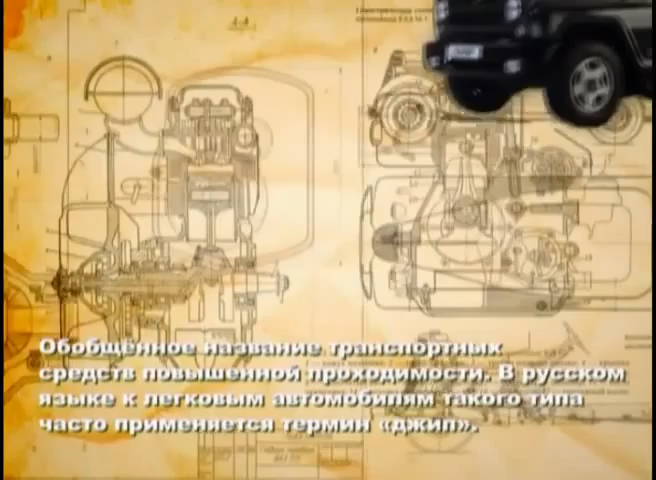 Обобщённое название транспортных
средств повышенной проходимости. В русском
языке к легковым автомобилям такого типа
часто применяется термин «джип».